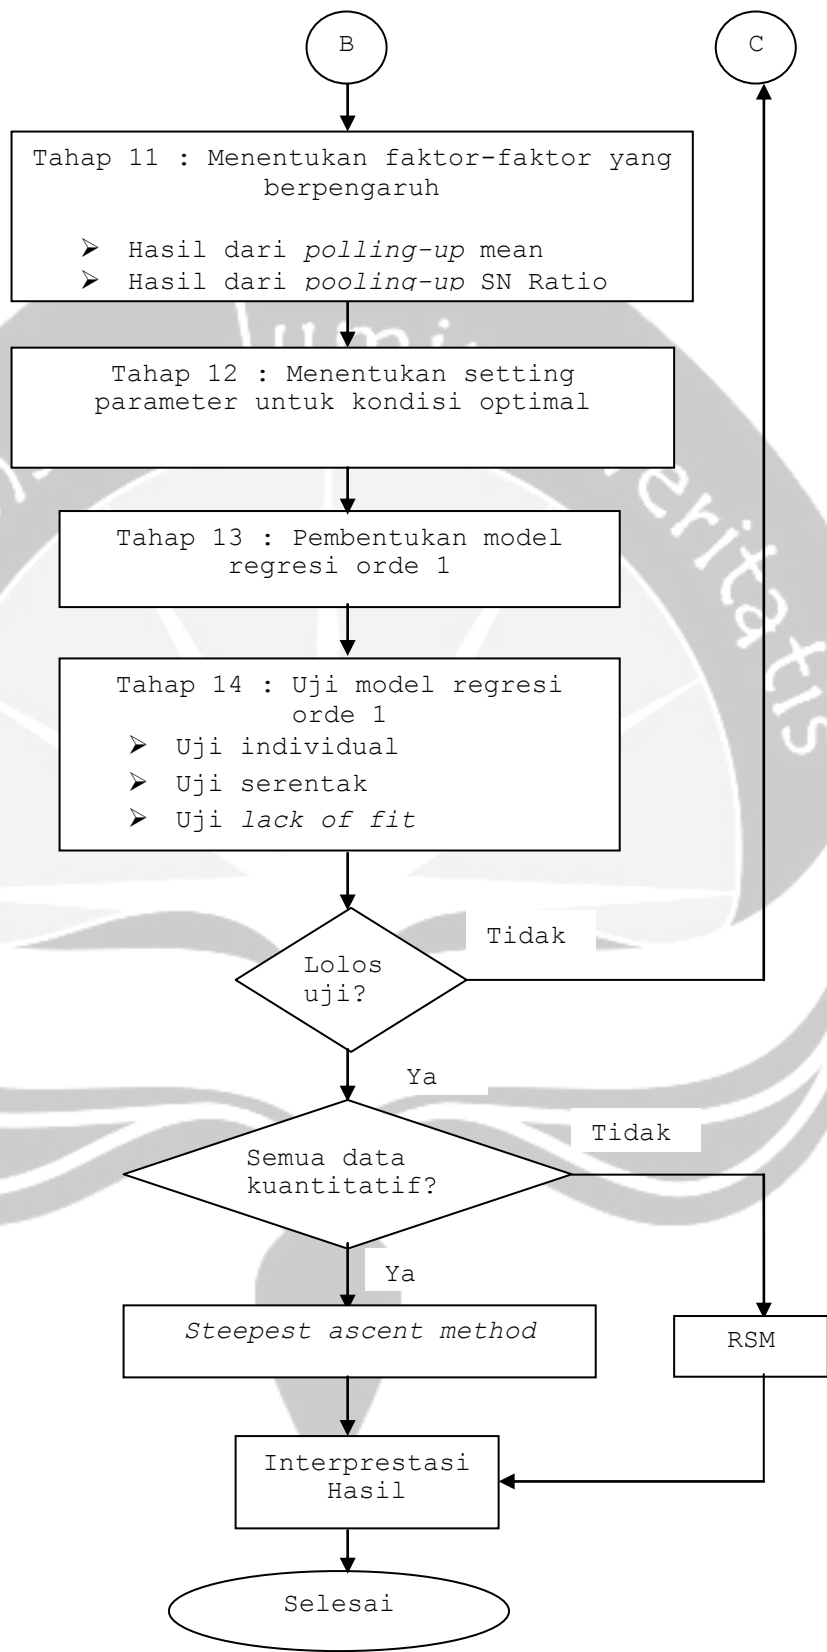 B
C
Tahap 11 : Menentukan faktor-faktor yang
berpengaruh
➢ Hasil dari polling-up mean
➢ Hasil dari pooling-up SN Ratio
Tahap 12 : Menentukan setting
parameter untuk kondisi optimal
Tahap 13 : Pembentukan model
regresi orde 1
Tahap 14 : Uji model regresi
orde 1
➢ Uji individual
➢ Uji serentak
➢ Uji lack of fit
Tidak
Lolos
uji?
Ya
Tidak
Semua data
kuantitatif?
Ya
Steepest ascent method
RSM
Interprestasi
Hasil
Selesai